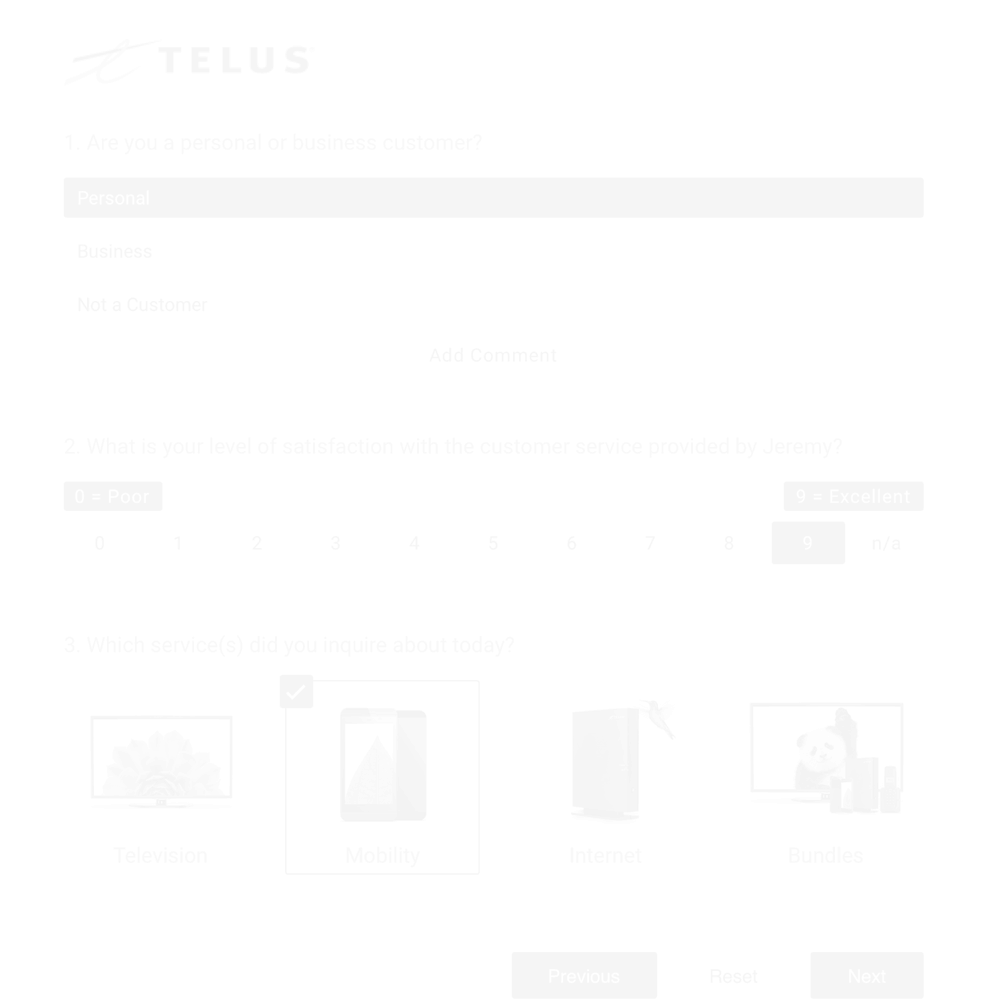 TELUS
1. Are you a personal or business customer?
Personal
Business
Not a Customer
Add Comment
2. What is your level of satisfaction with the customer service provided by Jeremy?
0 = Poor 9 = Excellent
0 1 2 3 4 5 6 7 8 9 n/a
3. Which service(s) did you inquire about today?
Television Mobility Internet Bundles
Previous Reset Next